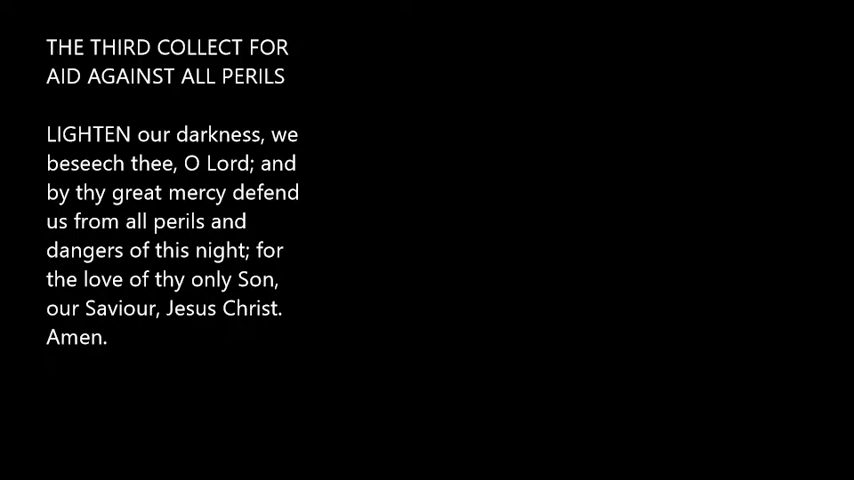 THE THIRD COLLECT FOR
AID AGAINST ALL PERILS
LIGHTEN our darkness, we
beseech thee, O Lord; and
by thy great mercy defend
us from all perils and
dangers of this night; for
the love of thy only Son,
our Saviour, Jesus Christ.
Amen.